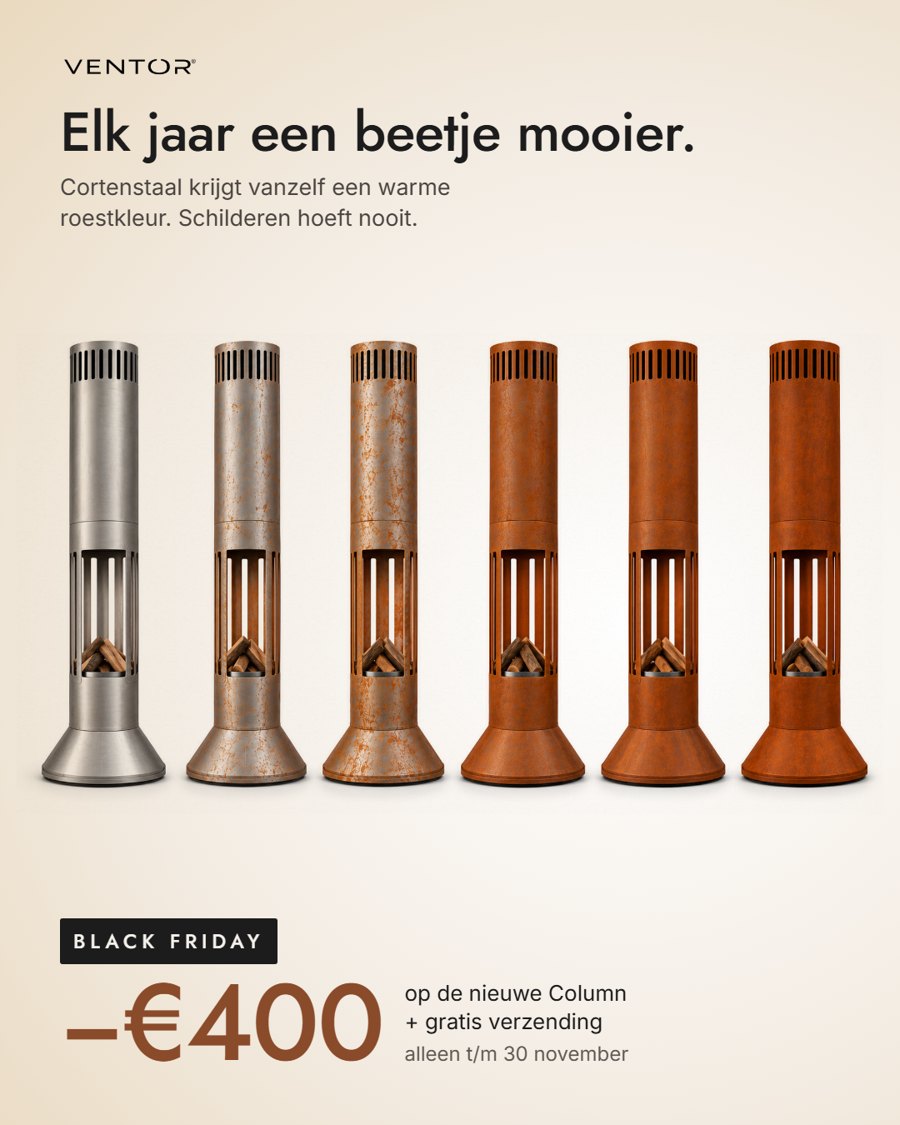 VENTOR®
Elk jaar een beetje mooier.
Cortenstaal krijgt vanzelf een warme
roestkleur. Schilderen hoeft nooit.
BLACK FRIDAY
–€400
op de nieuwe Column
+ gratis verzending
alleen t/m 30 november